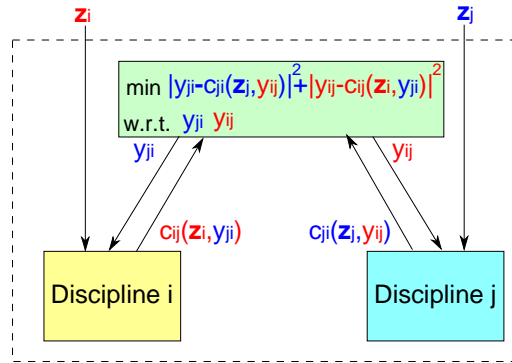 zi
zj
min |yji-cji(zj,yij)|²+|yij-cij(zi,yji)|²
w.r.t. yji yij
yji
yij
cij(zi,yji)
cji(zj,yij)
Discipline i
Discipline j